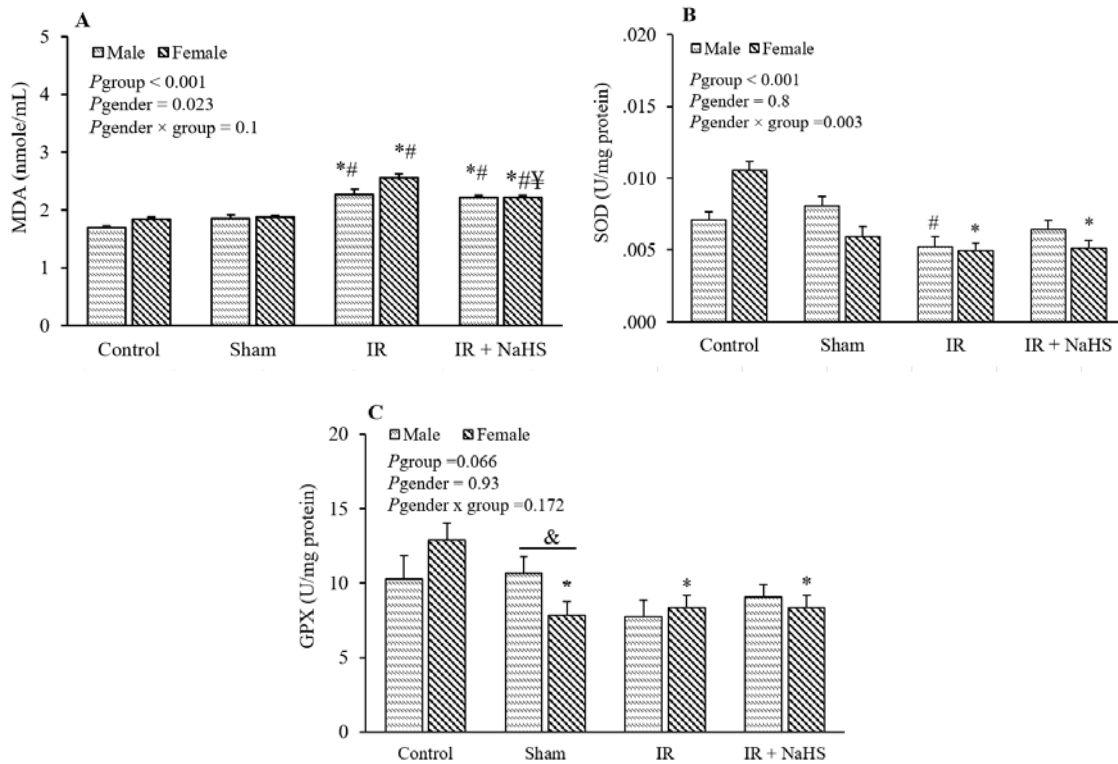 A
5
4
3
2
1
0
MDA (nmole/mL)
Male Female
Pgroup < 0.001
Pgender = 0.023
Pgender × group = 0.1
*#
*#
*#
*#¥
Control Sham IR IR + NaHS
B
.020
.015
.010
.005
.000
SOD (U/mg protein)
Male Female
Pgroup < 0.001
Pgender = 0.8
Pgender × group =0.003
#
*
*
Control Sham IR IR + NaHS
C
20
15
10
5
0
GPX (U/mg protein)
Male Female
Pgroup =0.066
Pgender = 0.93
Pgender x group =0.172
&
*
*
*
Control Sham IR IR + NaHS